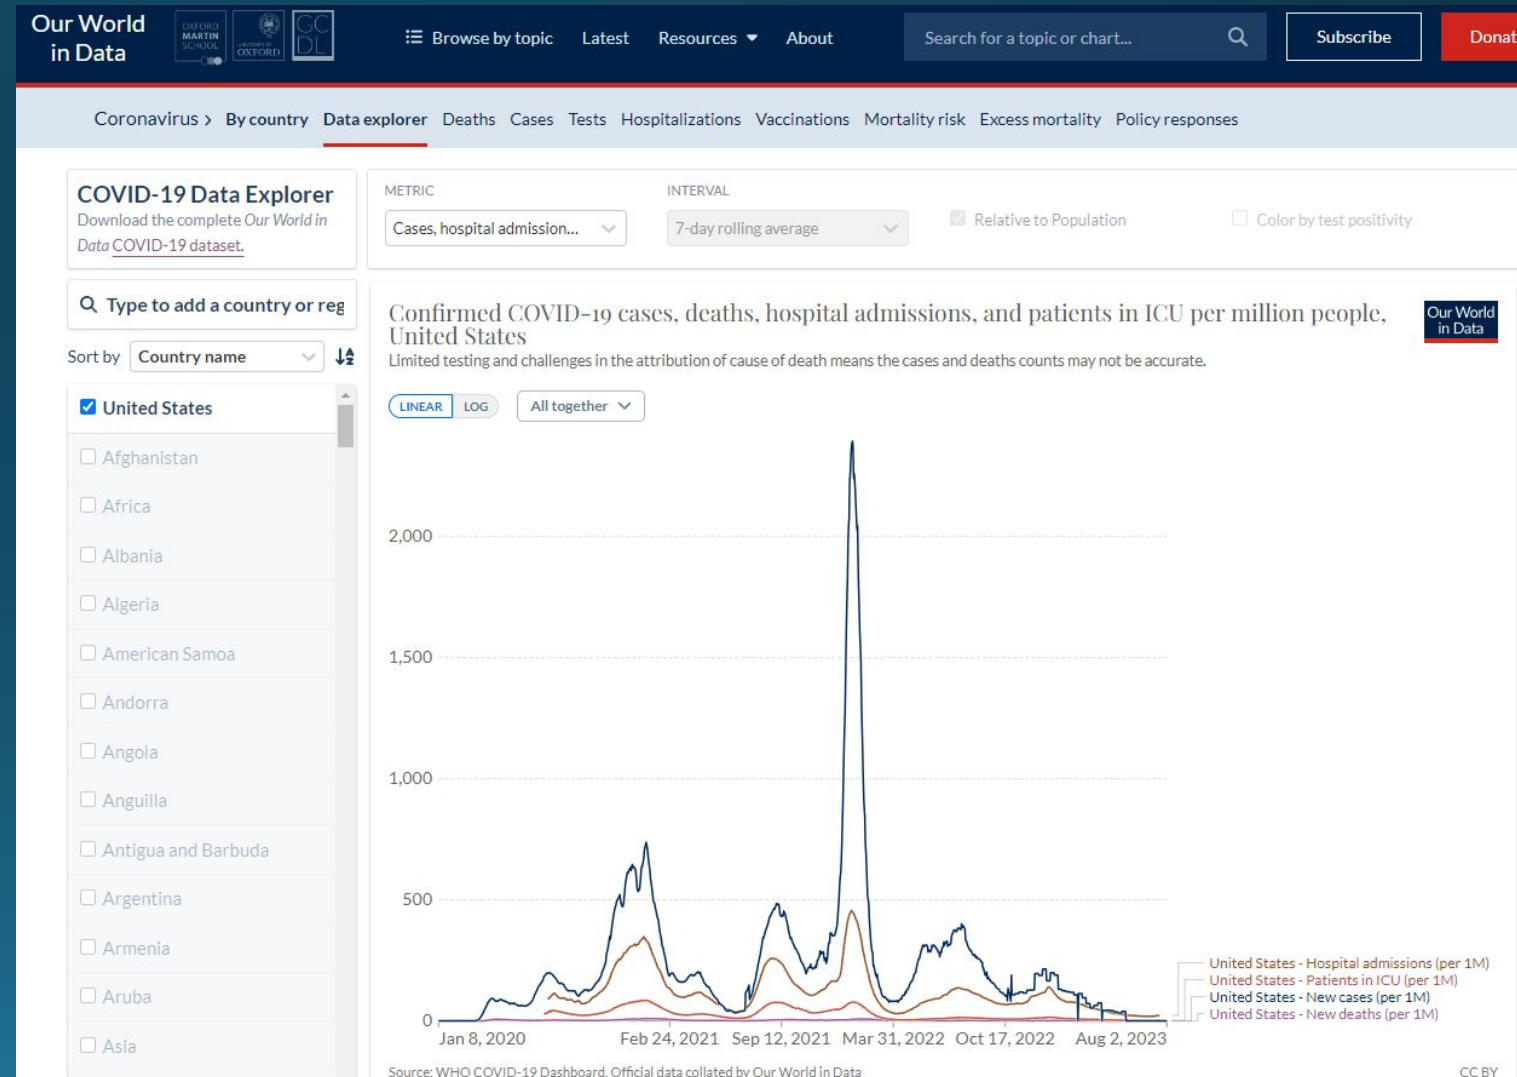 Our World
in Data
OXFORD
MARTIN
SCHOOL
UNIVERSITY OF
OXFORD
GC
DL
Browse by topic Latest Resources About
Search for a topic or chart...
Subscribe
Donat
Coronavirus > By country Data explorer Deaths Cases Tests Hospitalizations Vaccinations Mortality risk Excess mortality Policy responses
COVID-19 Data Explorer
Download the complete Our World in
Data COVID-19 dataset.
METRIC
Cases, hospital admission...
INTERVAL
7-day rolling average
Relative to Population
Color by test positivity
Type to add a country or reg
Sort by Country name
United States
Afghanistan
Africa
Albania
Algeria
American Samoa
Andorra
Angola
Anguilla
Antigua and Barbuda
Argentina
Armenia
Aruba
Asia
Confirmed COVID-19 cases, deaths, hospital admissions, and patients in ICU per million people,
United States
Limited testing and challenges in the attribution of cause of death means the cases and deaths counts may not be accurate.
Our World
in Data
LINEAR LOG
All together
2,000
1,500
1,000
500
0
Jan 8, 2020 Feb 24, 2021 Sep 12, 2021 Mar 31, 2022 Oct 17, 2022 Aug 2, 2023
United States - Hospital admissions (per 1M)
United States - Patients in ICU (per 1M)
United States - New cases (per 1M)
United States - New deaths (per 1M)
Source: WHO COVID-19 Dashboard, Official data collated by Our World in Data
CC BY